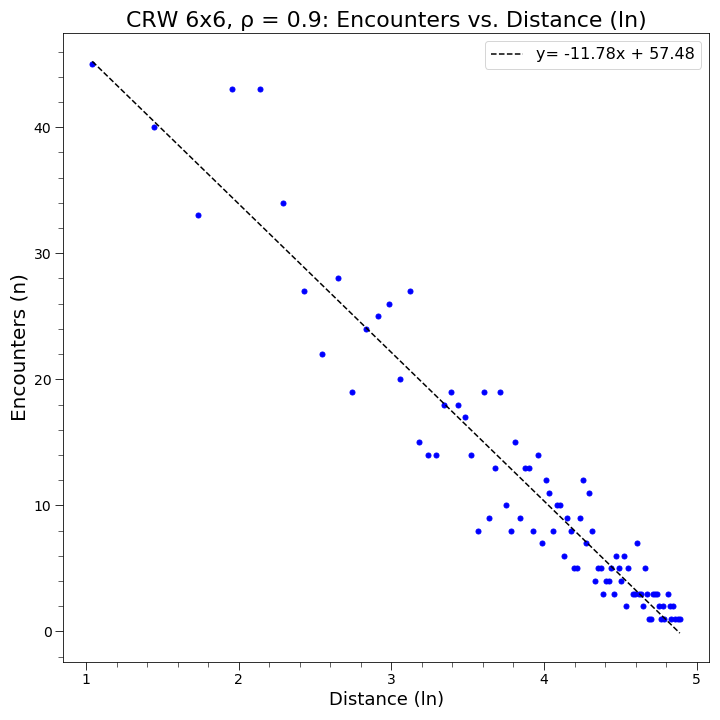 CRW 6x6, ρ = 0.9: Encounters vs. Distance (ln)
y= -11.78x + 57.48
Encounters (n)
40
30
20
10
0
1 2 3 4 5
Distance (ln)